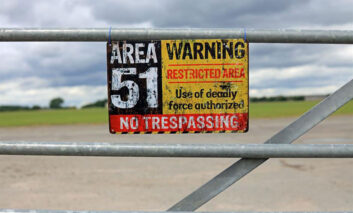 AREA
51
WARNING
RESTRICTED AREA
Use of deadly
force authorized
NO TRESPASSING